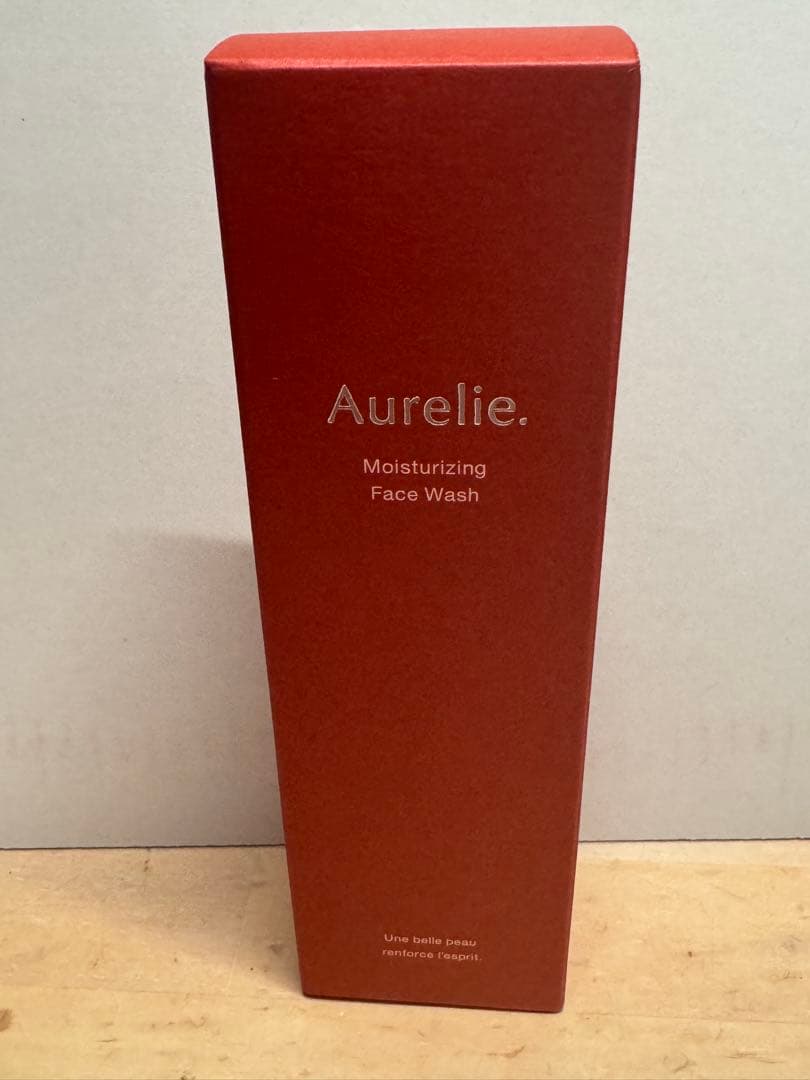 Aurelie.
Moisturizing
Face Wash
Une belle peau
renforce l'esprit.